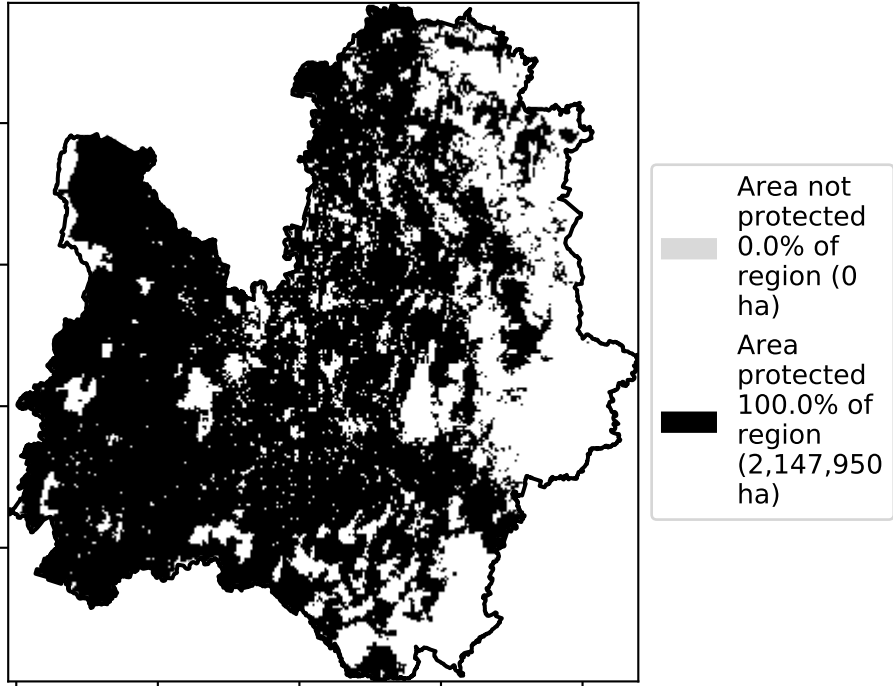 Area not
protected
0.0% of
region (0
ha)
Area
protected
100.0% of
region
(2,147,950
ha)